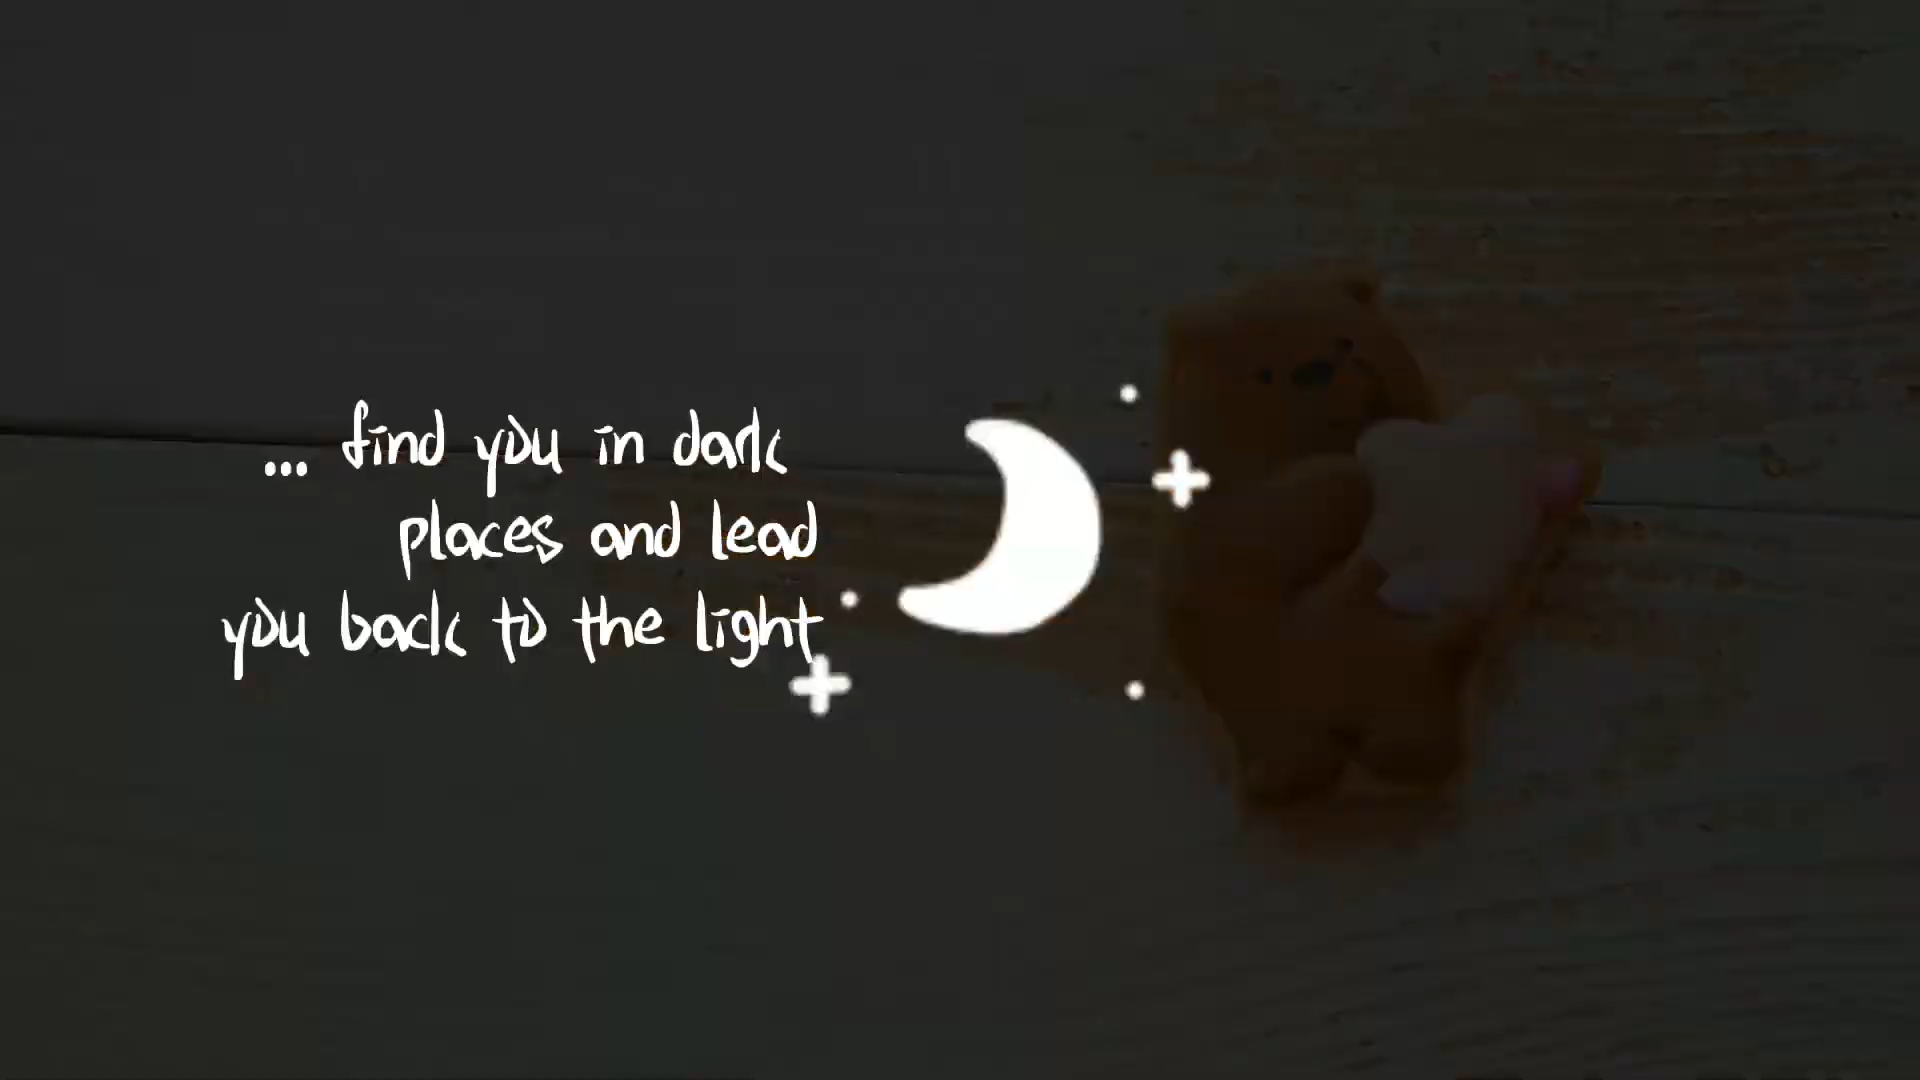 ... find you in dark
places and lead
you back to the light